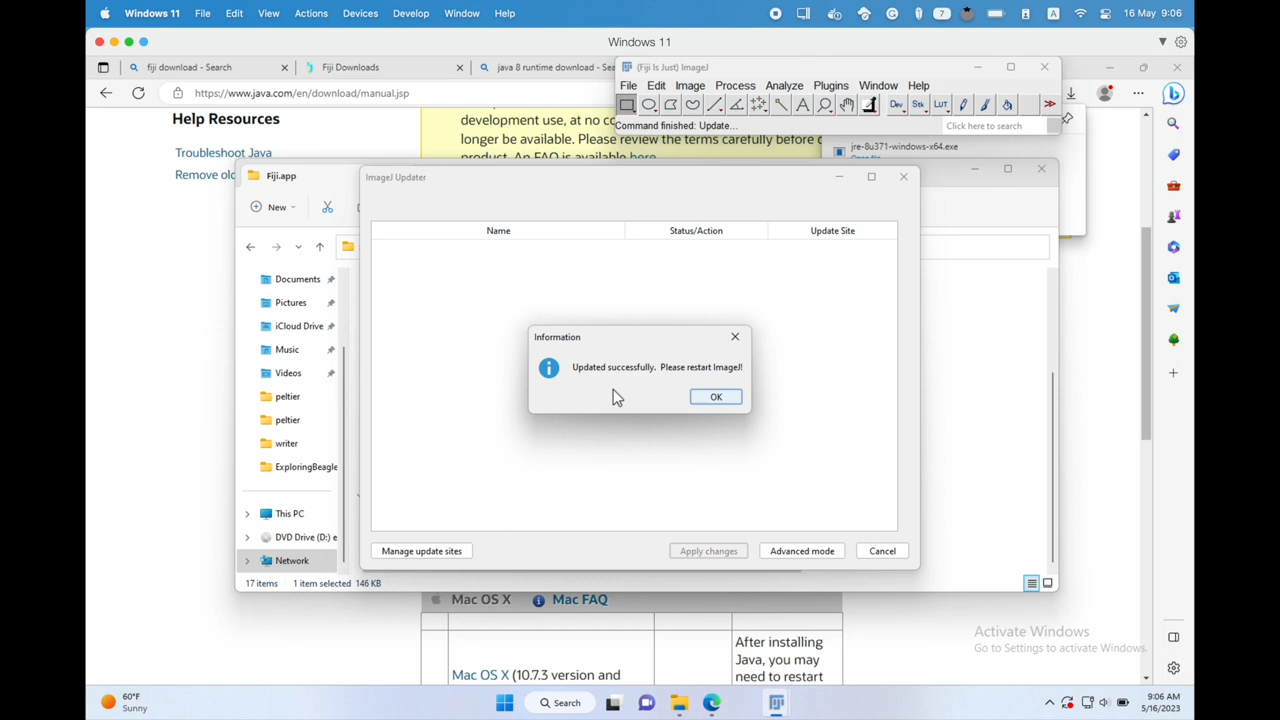 Windows 11 File Edit View Actions Devices Develop Window Help 7 A 16 May 9:06
Windows 11
fiji download - Search
Fiji Downloads
java 8 runtime download - Sea
https://www.java.com/en/download/manual.jsp
(Fiji Is Just) ImageJ
File Edit Image Process Analyze Plugins Window Help
A Dev Stk LUT
Command finished: Update...
Click here to search
Help Resources
Troubleshoot Java
Remove old
development use, at no co
longer be available. Please review the terms carefully before c
product. An FAQ is available here.
jre-8u371-windows-x64.exe
Open file
Fiji.app
New
Documents
Pictures
iCloud Drive
Music
Videos
peltier
peltier
writer
ExploringBeagle
This PC
DVD Drive (D:) e
Network
17 items 1 item selected 146 KB
ImageJ Updater
Name Status/Action Update Site
Information
Updated successfully. Please restart ImageJ!
OK
Manage update sites Apply changes Advanced mode Cancel
Mac OS X Mac FAQ
Mac OS X (10.7.3 version and
After installing
Java, you may
need to restart
Activate Windows
Go to Settings to activate Windows.
60°F
Sunny
Search
9:06 AM
5/16/2023